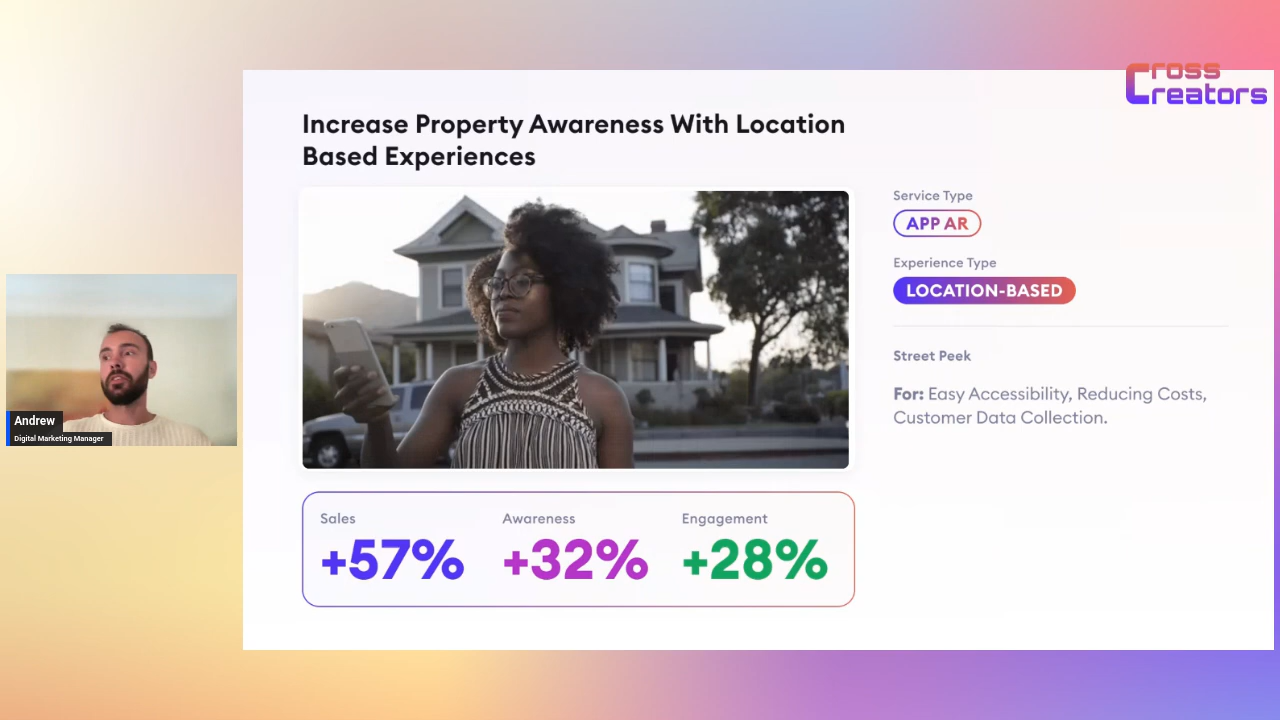 Cross
Creators
Increase Property Awareness With Location
Based Experiences
Service Type
APP AR
Experience Type
LOCATION-BASED
Street Peek
For: Easy Accessibility, Reducing Costs,
Customer Data Collection.
Andrew
Digital Marketing Manager
Sales
+57%
Awareness
+32%
Engagement
+28%